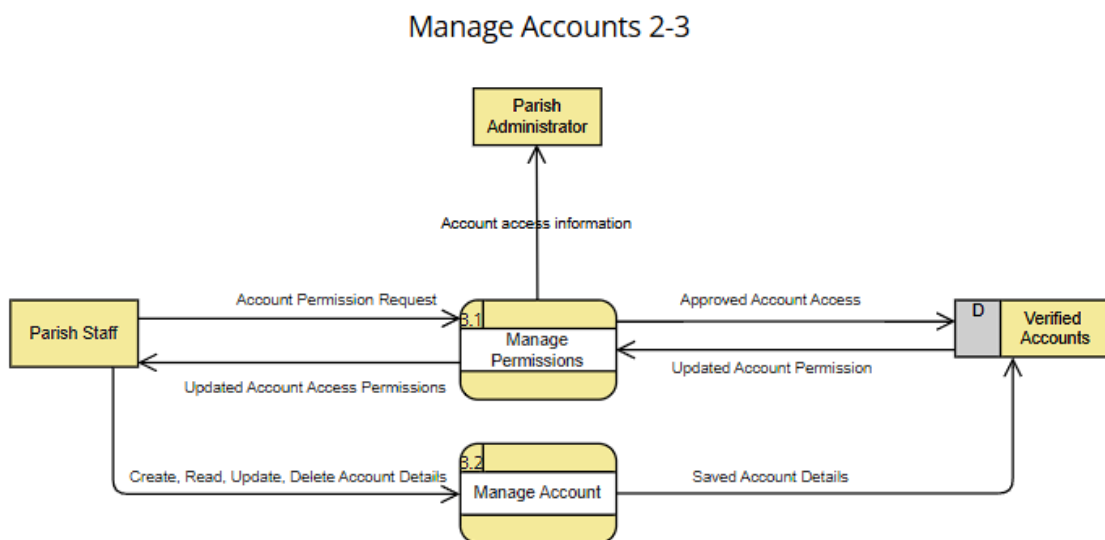 Manage Accounts 2-3
Parish
Administrator
Account access information
Account Permission Request
Approved Account Access
Parish Staff
3.1
Manage
Permissions
D
Verified
Accounts
Updated Account Access Permissions
Updated Account Permission
3.2
Create, Read, Update, Delete Account Details
Manage Account
Saved Account Details